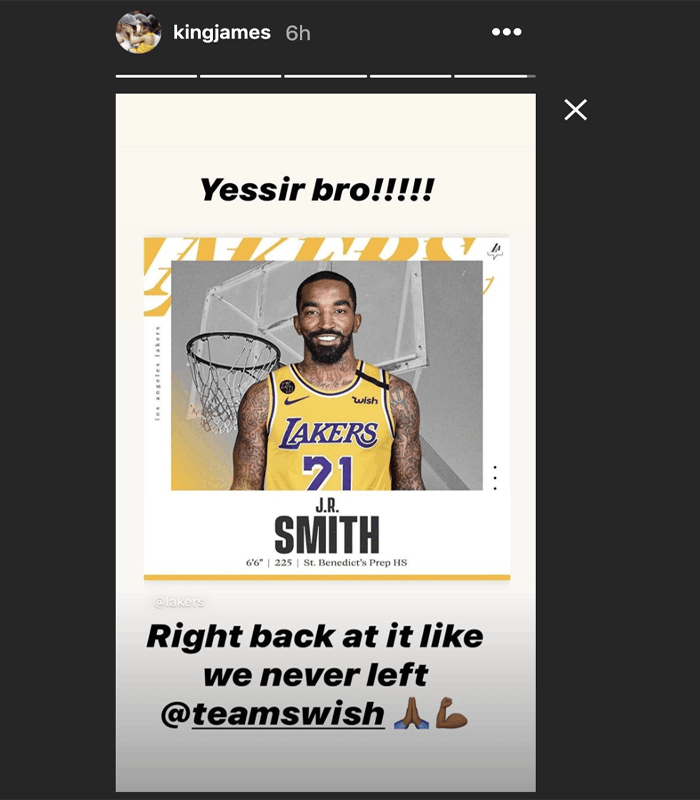 kingjames 6h
Yessir bro!!!!!
LAKERS
los angeles lakers
wish
LAKERS
21
J.R.
SMITH
6'6" | 225 | St. Benedict's Prep HS
@lakers
Right back at it like
we never left
@teamswish 🙏🏾💪🏾